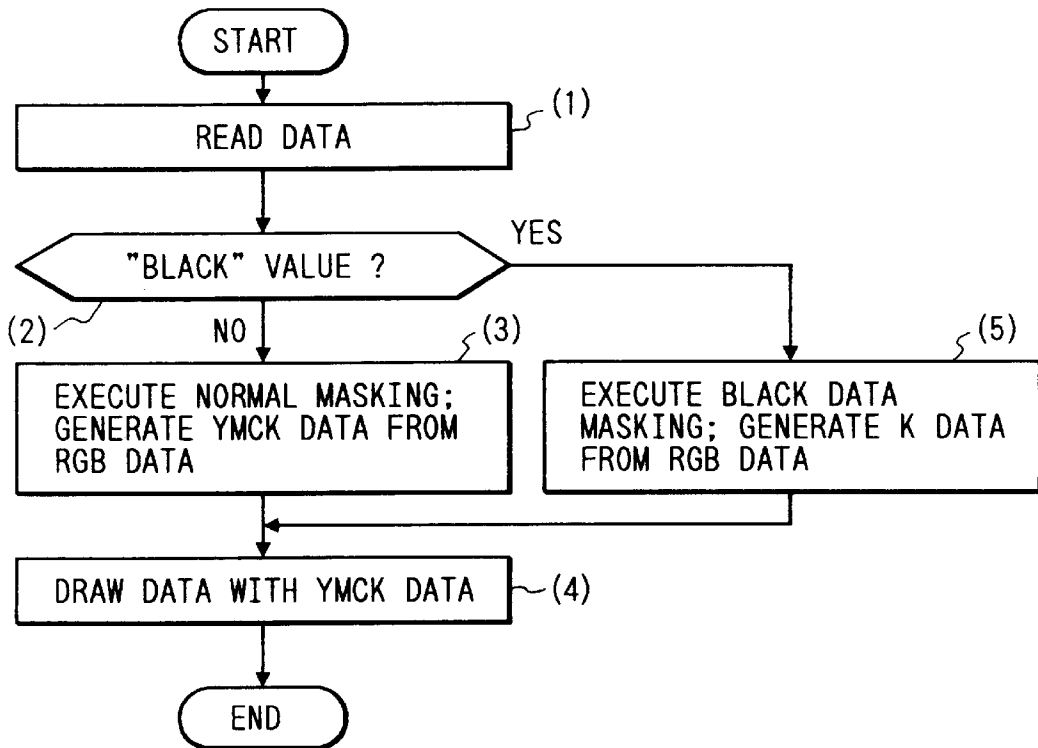 START
(1)
READ DATA
YES
"BLACK" VALUE ?
(2)
NO
(3)
(5)
EXECUTE NORMAL MASKING;
GENERATE YMCK DATA FROM
RGB DATA
EXECUTE BLACK DATA
MASKING; GENERATE K DATA
FROM RGB DATA
DRAW DATA WITH YMCK DATA
(4)
END